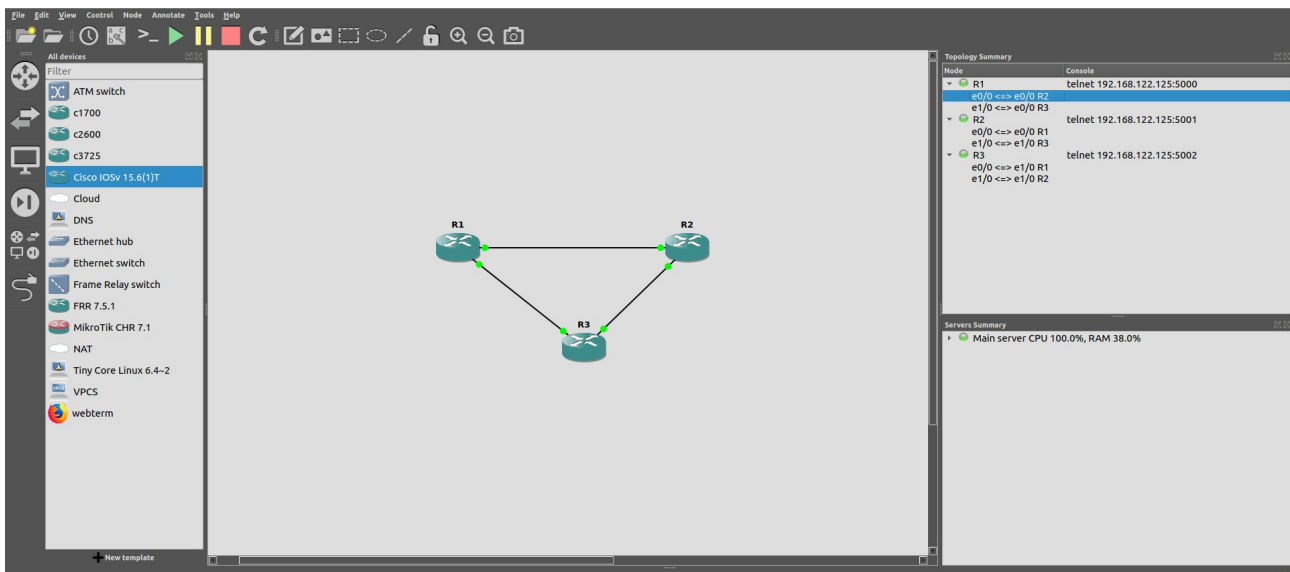 File Edit View Control Node Annotate Tools Help
All devices
Filter
ATM switch
c1700
c2600
c3725
Cisco IOSv 15.6(1)T
Cloud
DNS
Ethernet hub
Ethernet switch
Frame Relay switch
FRR 7.5.1
MikroTik CHR 7.1
NAT
Tiny Core Linux 6.4~2
VPCS
webterm
New template
R1
R2
R3
Topology Summary
Node Console
R1 telnet 192.168.122.125:5000
e0/0 <=> e0/0 R2
e1/0 <=> e0/0 R3
R2 telnet 192.168.122.125:5001
e0/0 <=> e0/0 R1
e1/0 <=> e1/0 R3
R3 telnet 192.168.122.125:5002
e0/0 <=> e1/0 R1
e1/0 <=> e1/0 R2
Servers Summary
Main server CPU 100.0%, RAM 38.0%